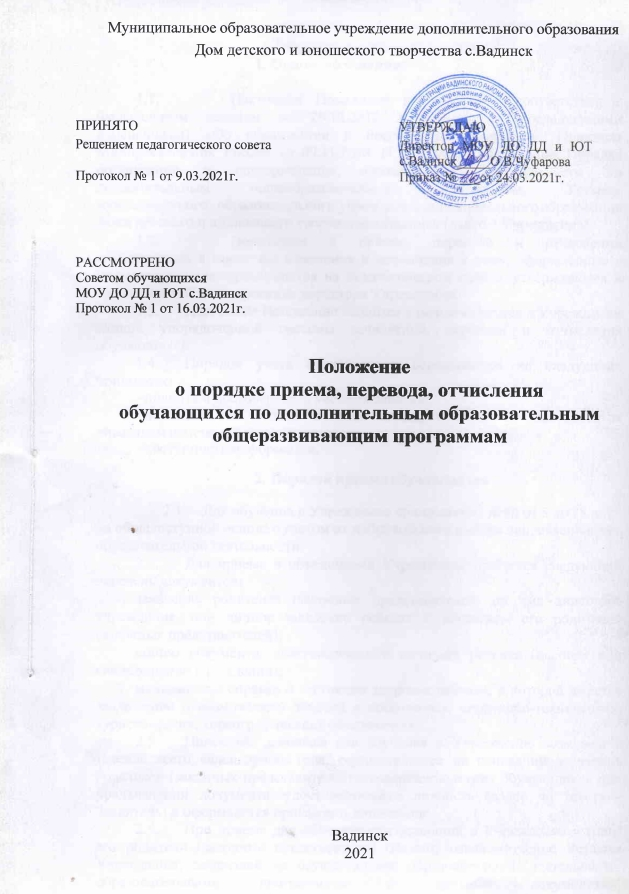 Муниципальное образовательное учреждение дополнительного образования
Дом детского и юношеского творчества с.Вадинск
ПРИНЯТО
Решением педагогического совета
Протокол № 1 от 9.03.2021г.
УТВЕРЖДАЮ
Директор МОУ ДО ДД и ЮТ
с.Вадинск О.В.Чуфарова
Приказ № от 24.03.2021г.
РАССМОТРЕНО
Советом обучающихся
МОУ ДО ДД и ЮТ с.Вадинск
Протокол № 1 от 16.03.2021г.
Положение
о порядке приема, перевода, отчисления
обучающихся по дополнительным образовательным
общеразвивающим программам
Вадинск
2021